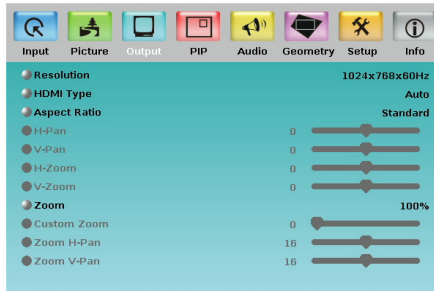 Input Picture Output PIP Audio Geometry Setup Info
Resolution 1024x768x60Hz
HDMI Type Auto
Aspect Ratio Standard
H-Pan 0
V-Pan 0
H-Zoom 0
V-Zoom 0
Zoom 100%
Custom Zoom 0
Zoom H-Pan 16
Zoom V-Pan 16